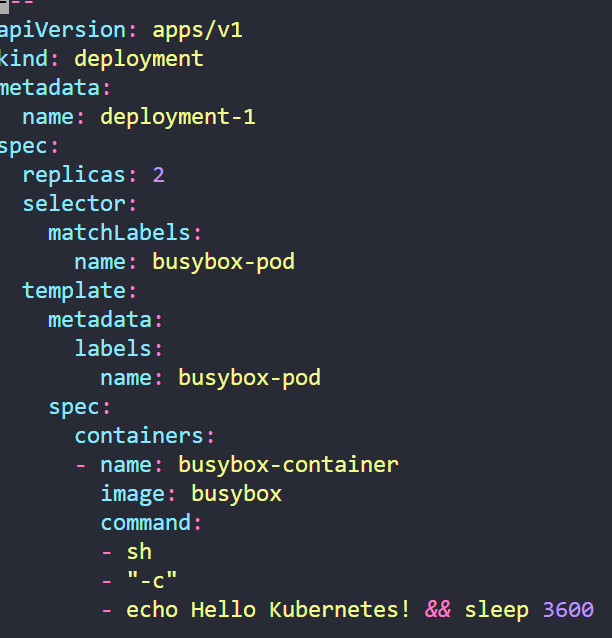 ---
apiVersion: apps/v1
kind: deployment
metadata:
  name: deployment-1
spec:
  replicas: 2
  selector:
    matchLabels:
      name: busybox-pod
  template:
    metadata:
      labels:
        name: busybox-pod
    spec:
      containers:
      - name: busybox-container
        image: busybox
        command:
        - sh
        - "-c"
        - echo Hello Kubernetes! && sleep 3600